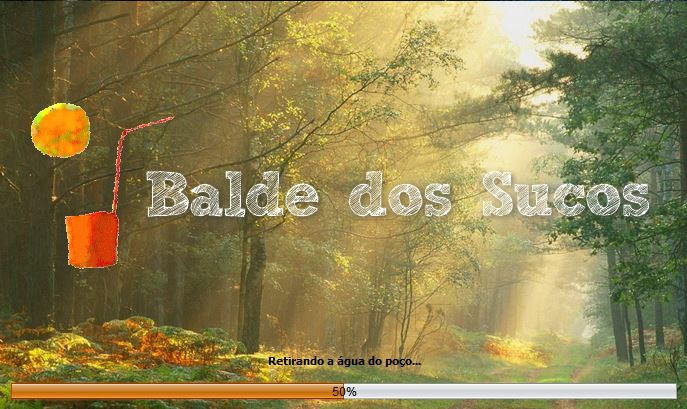 Balde dos Sucos
Retirando a água do poço...
50%